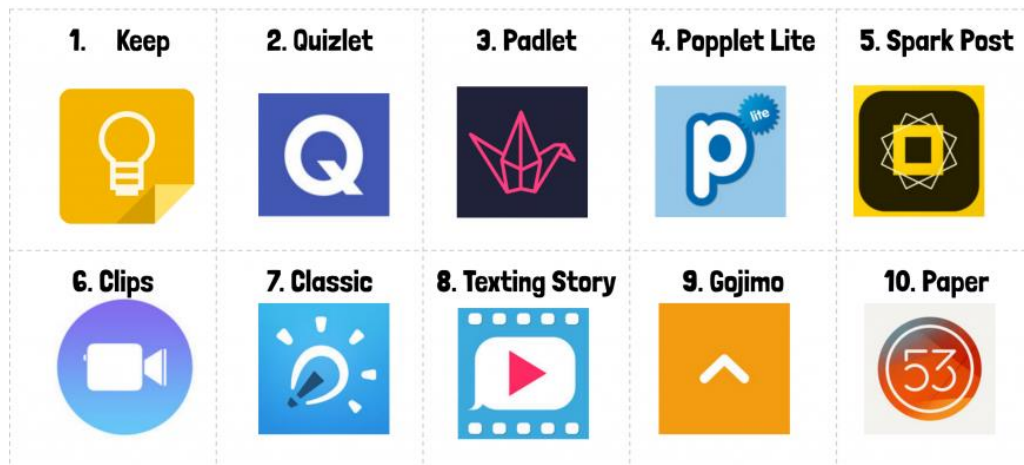 1. Keep
2. Quizlet
3. Padlet
4. Popplet Lite
5. Spark Post
Q
p
lite
6. Clips
7. Classic
8. Texting Story
9. Gojimo
10. Paper
53